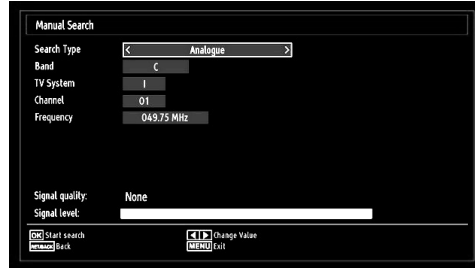 Manual Search
Search Type < Analogue >
Band C
TV System I
Channel 01
Frequency 049.75 MHz
Signal quality: None
Signal level:
OK Start search ◀ ▶ Change Value
RET/BACK Back MENU Exit